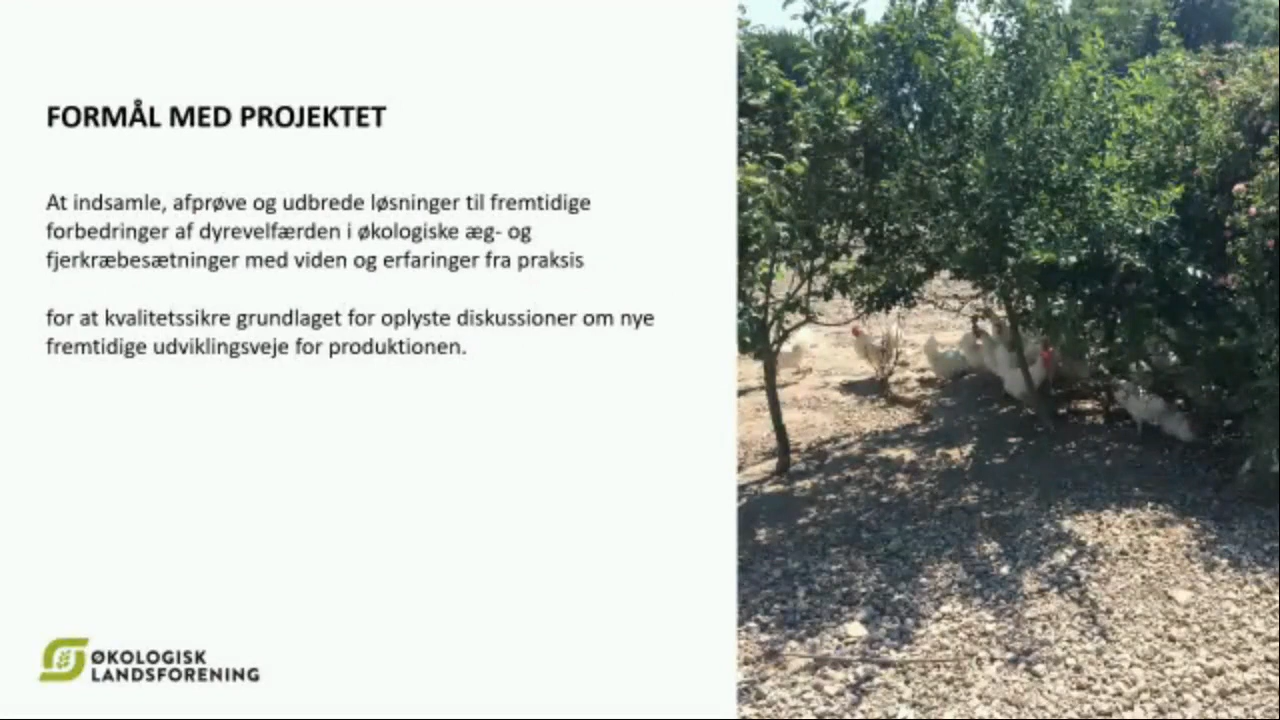 FORMÅL MED PROJEKTET
At indsamle, afprøve og udbrede løsninger til fremtidige
forbedringer af dyrevelfærden i økologiske æg- og
fjerkræbesætninger med viden og erfaringer fra praksis
for at kvalitetssikre grundlaget for oplyste diskussioner om nye
fremtidige udviklingsveje for produktionen.
ØKOLOGISK
LANDSFORENING